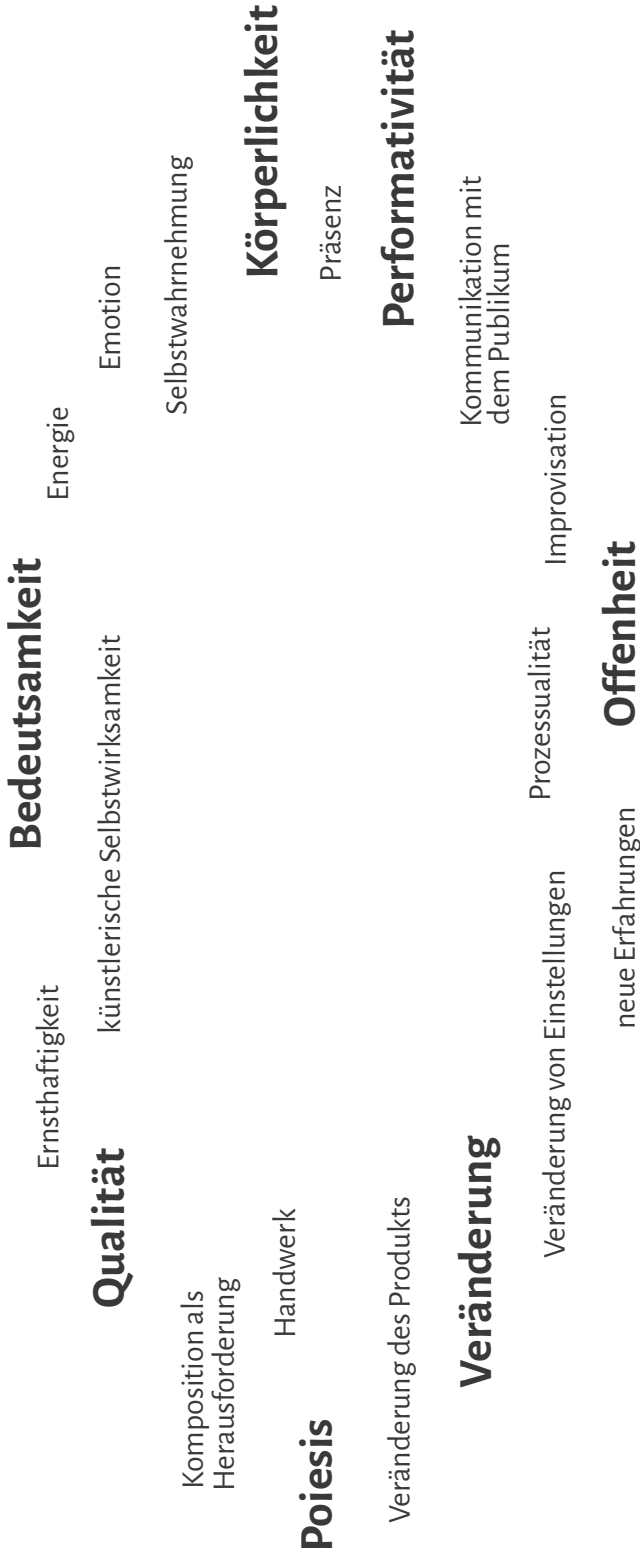 Bedeutsamkeit
Energie
Emotion
Selbstwahrnehmung
Körperlichkeit
Präsenz
Performativität
Kommunikation mit
dem Publikum
Improvisation
Offenheit
Prozessualität
neue Erfahrungen
Veränderung von Einstellungen
Veränderung
Veränderung des Produkts
Poiesis
Handwerk
Komposition als
Herausforderung
Qualität
Ernsthaftigkeit
künstlerische Selbstwirksamkeit